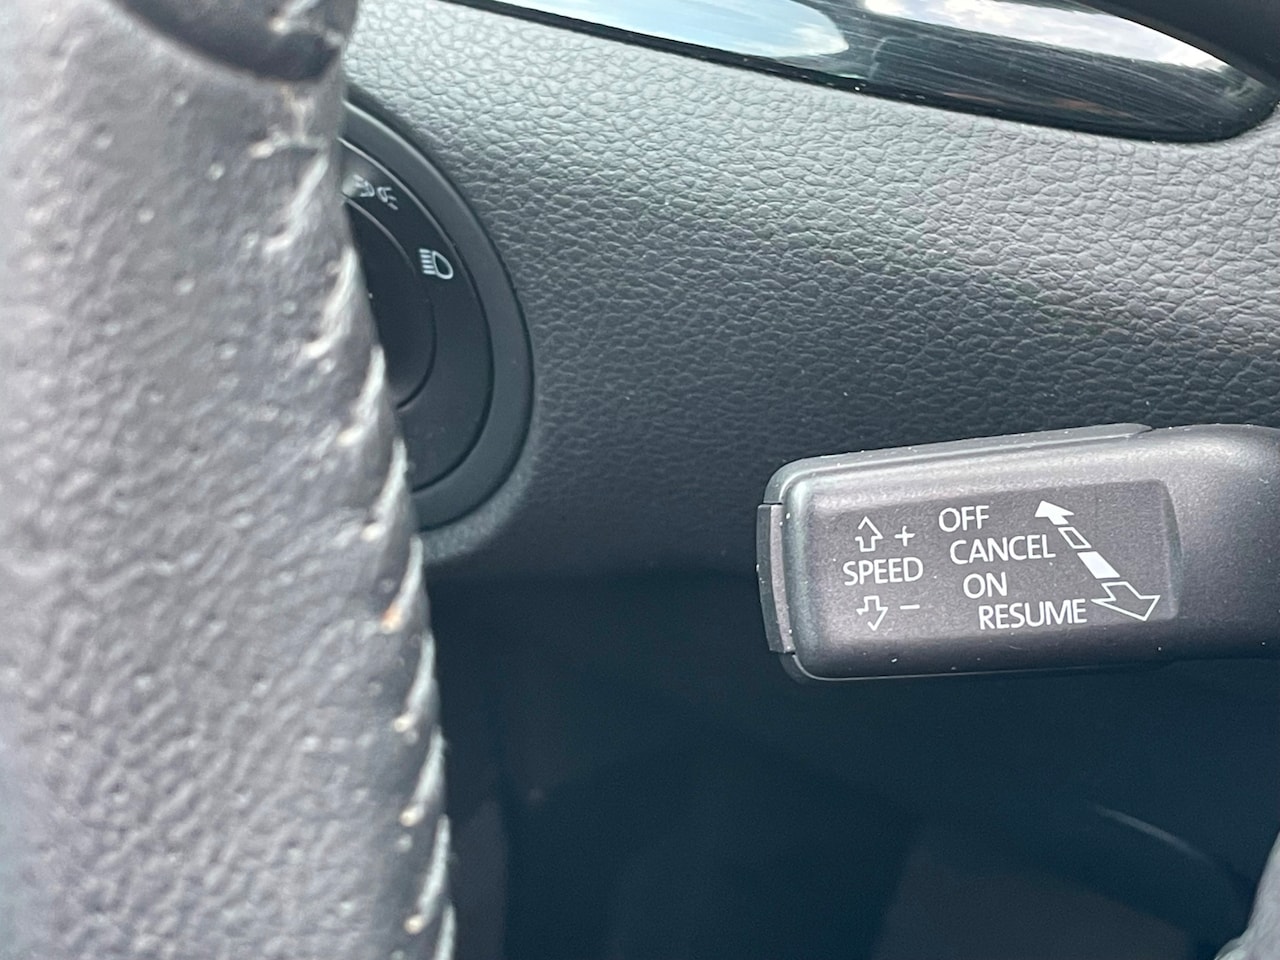 + OFF
SPEED CANCEL
ON
- RESUME